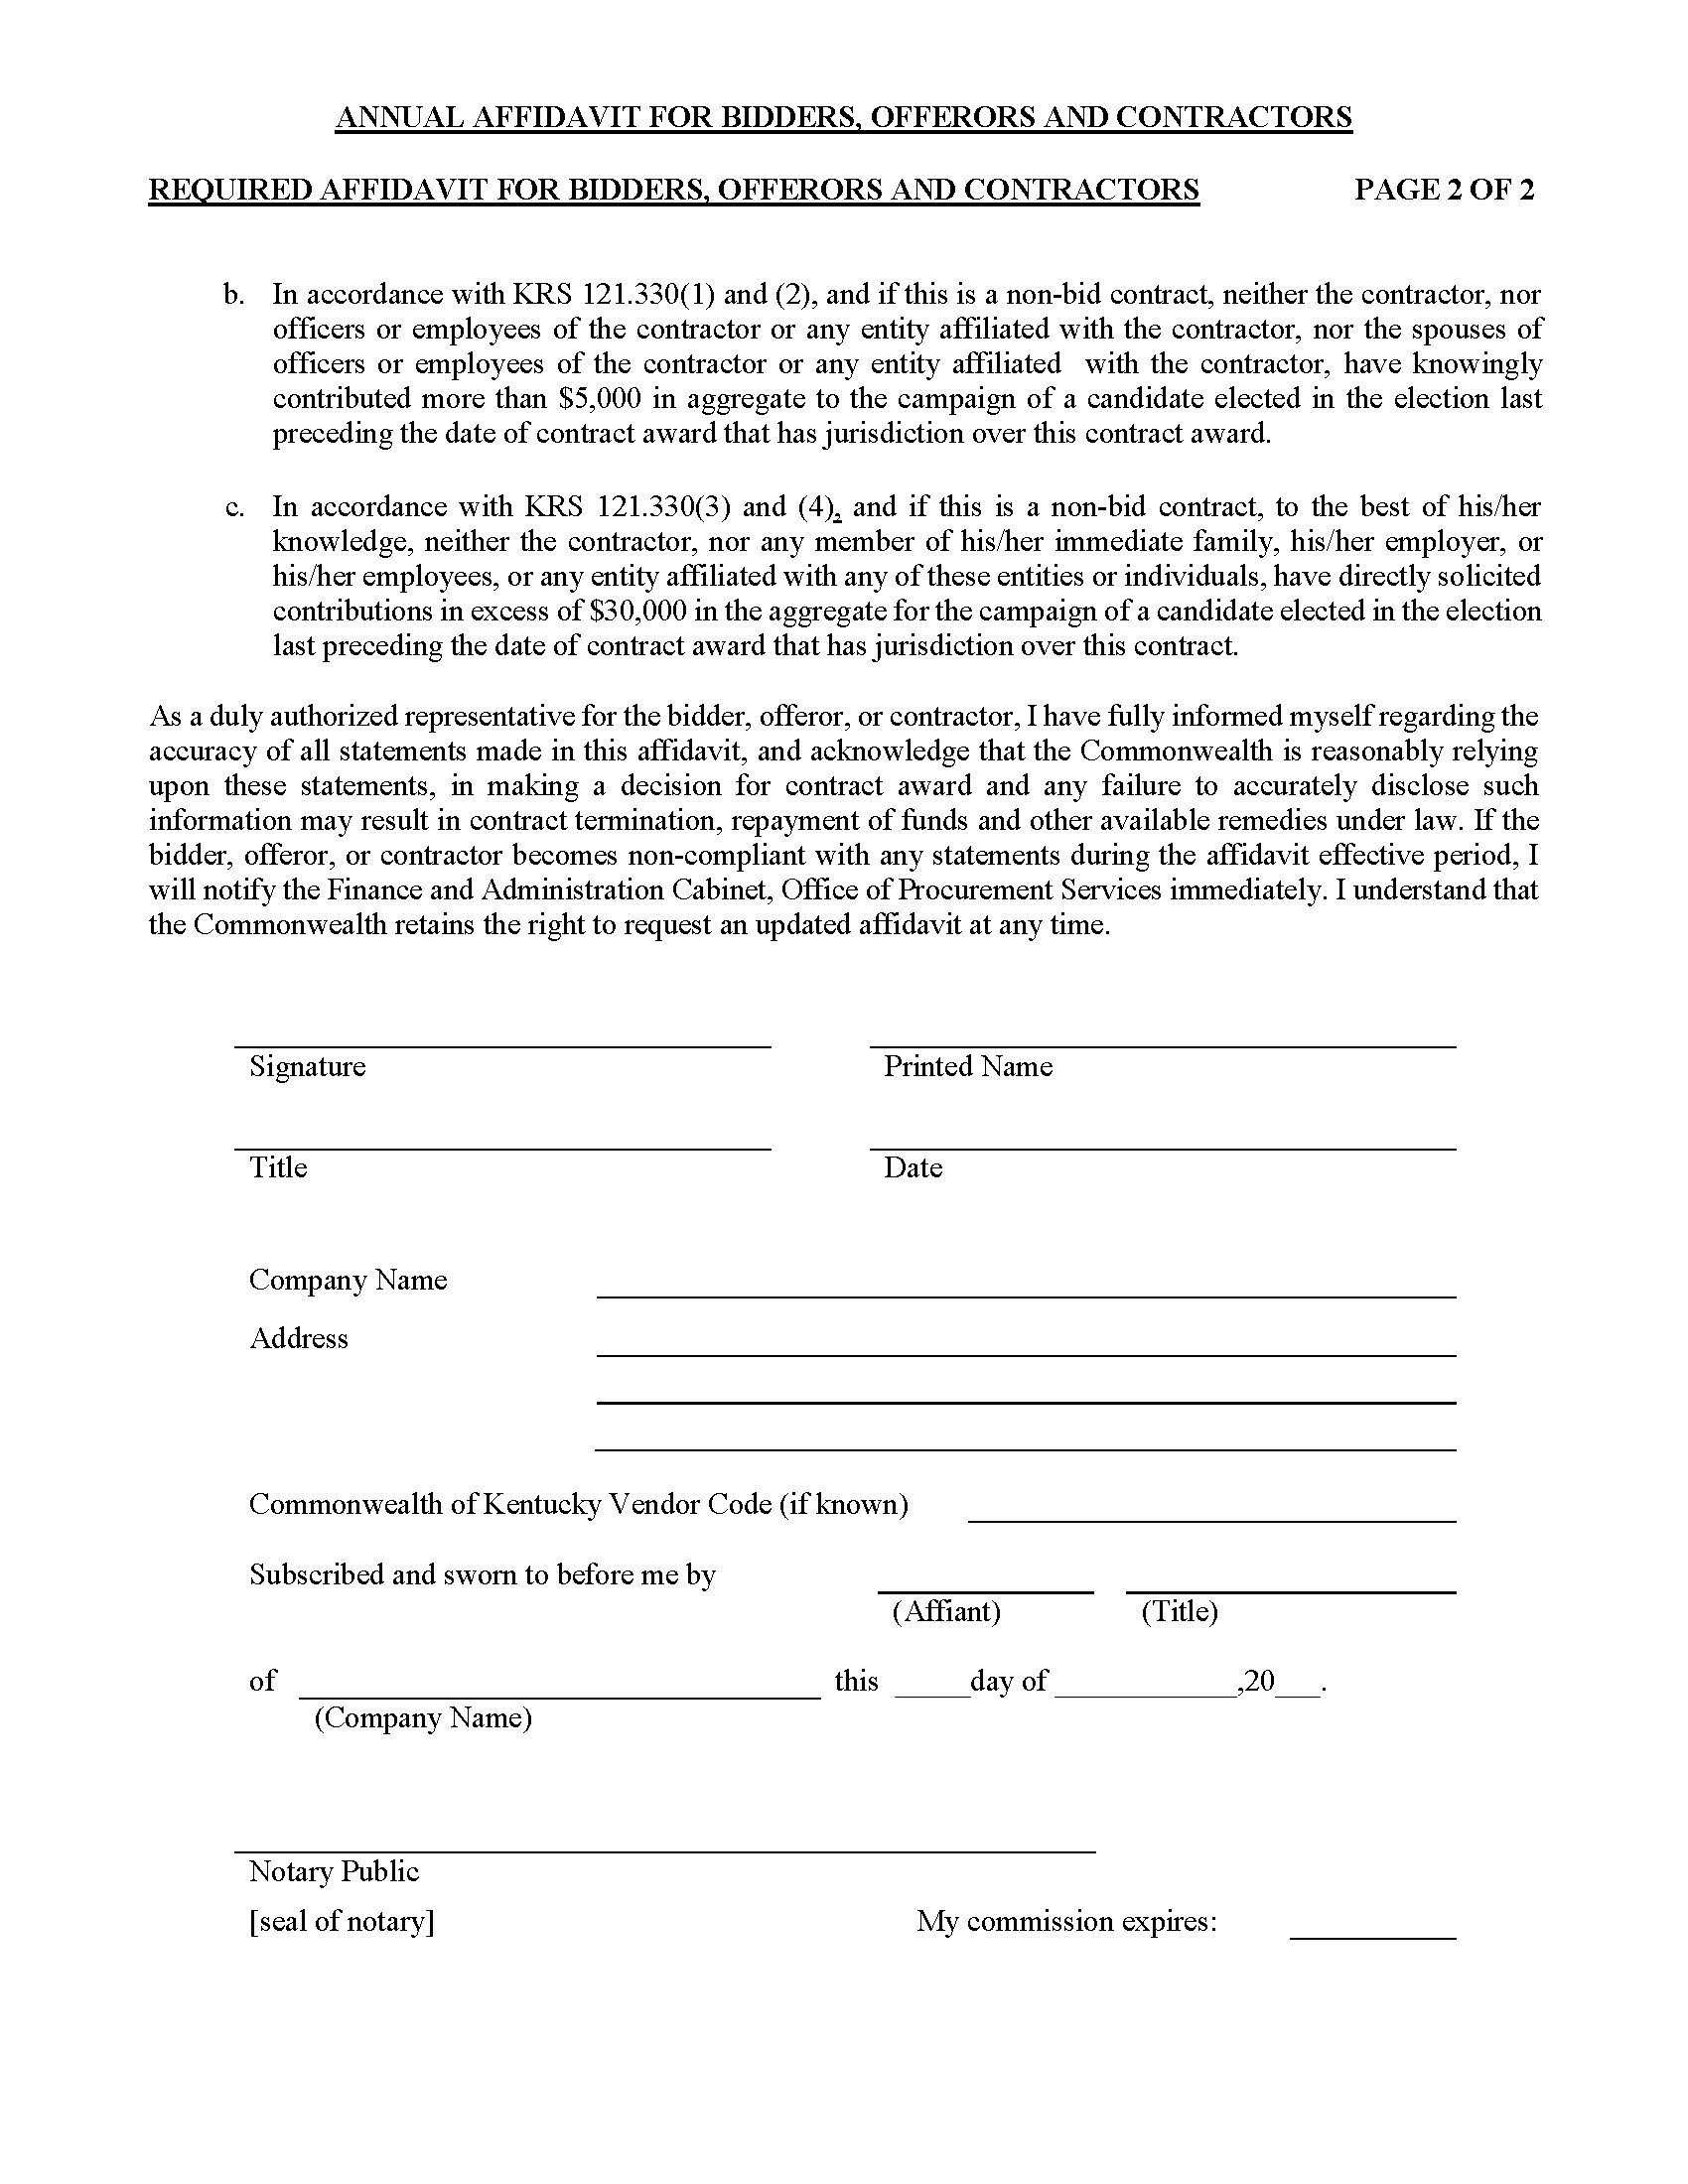 ANNUAL AFFIDAVIT FOR BIDDERS, OFFERORS AND CONTRACTORS
REQUIRED AFFIDAVIT FOR BIDDERS, OFFERORS AND CONTRACTORS PAGE 2 OF 2
b. In accordance with KRS 121.330(1) and (2), and if this is a non-bid contract, neither the contractor, nor
officers or employees of the contractor or any entity affiliated with the contractor, nor the spouses of
officers or employees of the contractor or any entity affiliated with the contractor, have knowingly
contributed more than $5,000 in aggregate to the campaign of a candidate elected in the election last
preceding the date of contract award that has jurisdiction over this contract award.
c. In accordance with KRS 121.330(3) and (4), and if this is a non-bid contract, to the best of his/her
knowledge, neither the contractor, nor any member of his/her immediate family, his/her employer, or
his/her employees, or any entity affiliated with any of these entities or individuals, have directly solicited
contributions in excess of $30,000 in the aggregate for the campaign of a candidate elected in the election
last preceding the date of contract award that has jurisdiction over this contract.
As a duly authorized representative for the bidder, offeror, or contractor, I have fully informed myself regarding the
accuracy of all statements made in this affidavit, and acknowledge that the Commonwealth is reasonably relying
upon these statements, in making a decision for contract award and any failure to accurately disclose such
information may result in contract termination, repayment of funds and other available remedies under law. If the
bidder, offeror, or contractor becomes non-compliant with any statements during the affidavit effective period, I
will notify the Finance and Administration Cabinet, Office of Procurement Services immediately. I understand that
the Commonwealth retains the right to request an updated affidavit at any time.
Signature Printed Name
Title Date
Company Name
Address
Commonwealth of Kentucky Vendor Code (if known)
Subscribed and sworn to before me by
(Affiant) (Title)
of this _____day of ____________,20___.
(Company Name)
Notary Public
[seal of notary] My commission expires: